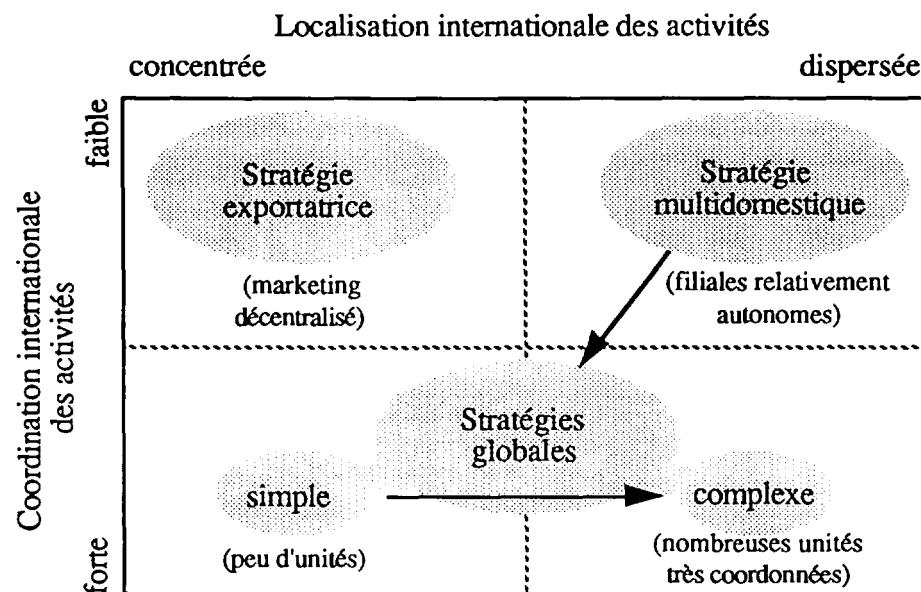 Localisation internationale des activités
concentrée
dispersée
faible
Stratégie
exportatrice
Stratégie
multidomestique
(marketing
décentralisé)
(filiales relativement
autonomes)
Coordination internationale
des activités
Stratégies
globales
simple
complexe
(peu d'unités)
(nombreuses unités
très coordonnées)
forte